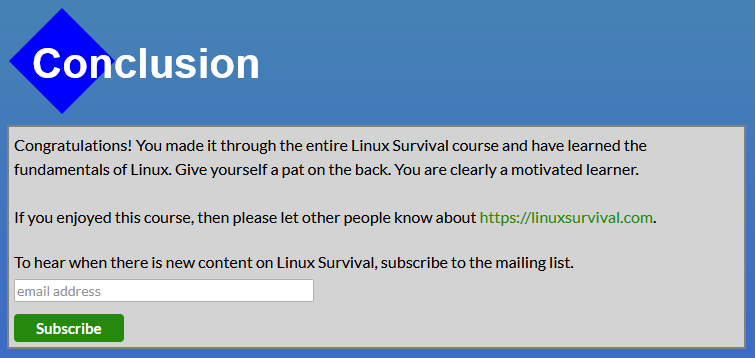 Conclusion
Congratulations! You made it through the entire Linux Survival course and have learned the
fundamentals of Linux. Give yourself a pat on the back. You are clearly a motivated learner.
If you enjoyed this course, then please let other people know about https://linuxsurvival.com.
To hear when there is new content on Linux Survival, subscribe to the mailing list.
email address
Subscribe